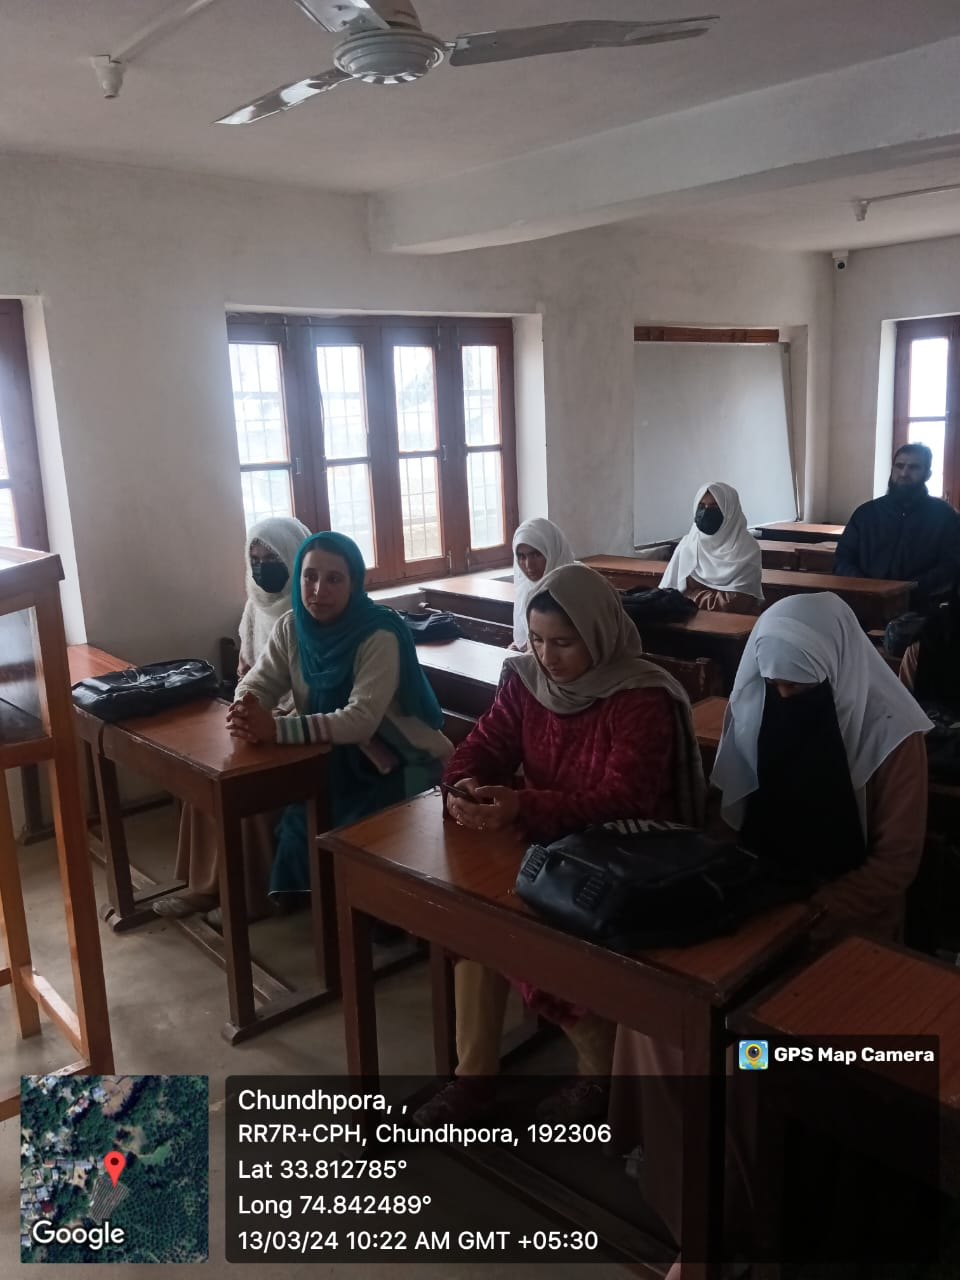 NIKE
GPS Map Camera
Chundhpora, ,
RR7R+CPH, Chundhpora, 192306
Lat 33.812785°
Long 74.842489°
13/03/24 10:22 AM GMT +05:30
Google